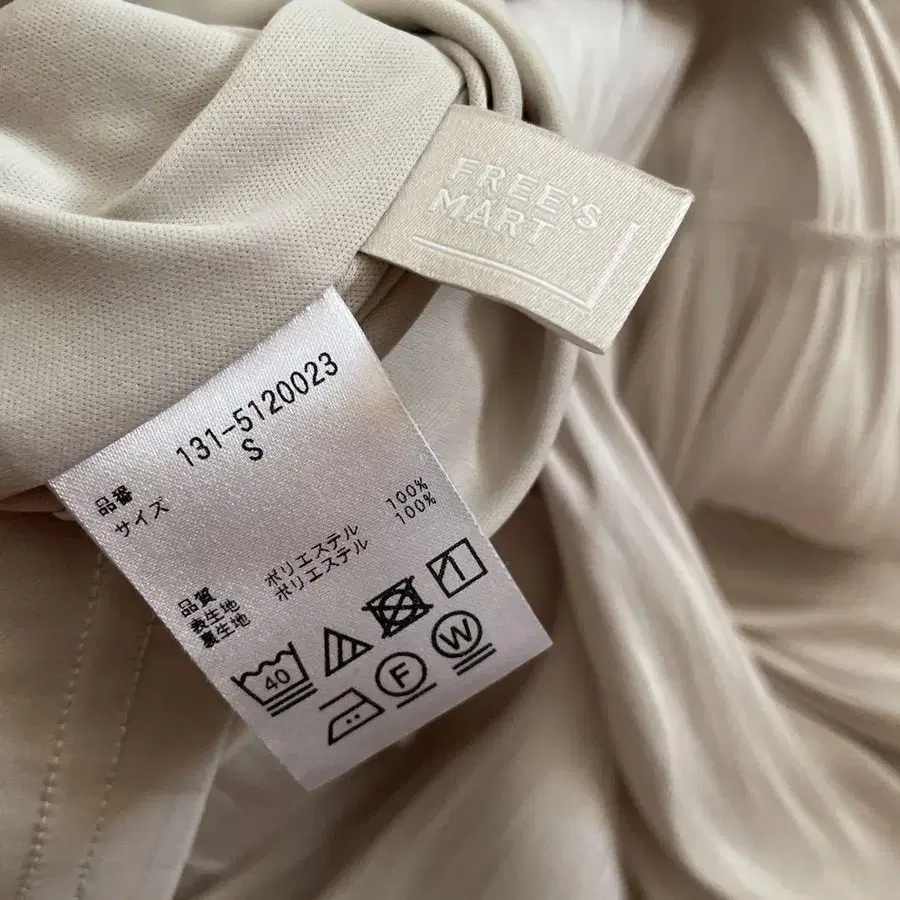 FREE'S
MART
品番 131-5120023
サイズ S
品質
表生地 ポリエステル 100%
裏生地 ポリエステル 100%
40
F
W